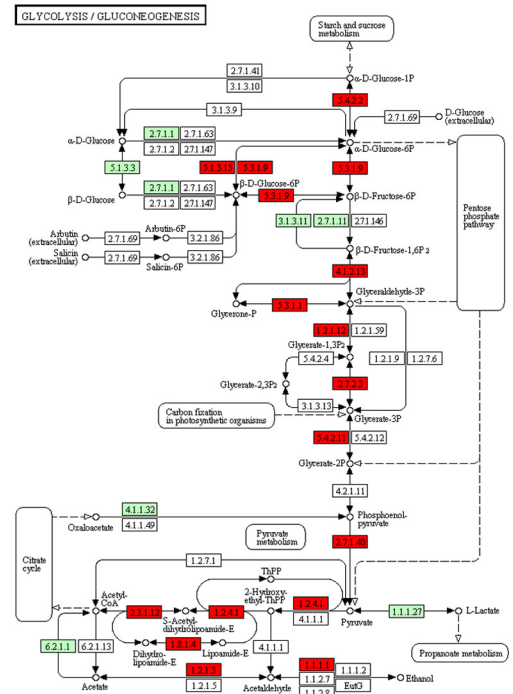 GLYCOLYSIS / GLUCONEOGENESIS
Starch and sucrose
metabolism
2.7.1.41
3.1.3.10
α-D-Glucose-1P
5.4.2.2
3.1.3.9
2.7.1.69
D-Glucose
(extracellular)
α-D-Glucose
2.7.1.1
2.7.1.63
2.7.1.2
2.7.1.147
α-D-Glucose-6P
5.1.3.3
5.1.3.15
5.3.1.9
5.3.1.9
β-D-Glucose
2.7.1.1
2.7.1.63
2.7.1.2
2.7.1.147
β-D-Glucose-6P
5.3.1.9
β-D-Fructose-6P
Pentose
phosphate
pathway
3.1.3.11
2.7.1.11
2.7.1.146
Arbutin
(extracellular)
2.7.1.69
Arbutin-6P
3.2.1.86
Salicin
(extracellular)
2.7.1.69
Salicin-6P
3.2.1.86
β-D-Fructose-1,6P2
4.1.2.13
Glyceraldehyde-3P
Glycerone-P
5.3.1.1
1.2.1.12
1.2.1.59
Glycerate-1,3P2
5.4.2.4
1.2.1.9
1.2.7.6
Glycerate-2,3P2
2.7.2.3
3.1.3.13
Carbon fixation
in photosynthetic organisms
Glycerate-3P
5.4.2.11
5.4.2.12
Glycerate-2P
4.2.1.11
4.1.1.32
Oxaloacetate
4.1.1.49
Phosphoenol-
pyruvate
Pyruvate
metabolism
2.7.1.40
Citrate
cycle
1.2.7.1
ThPP
Acetyl-
CoA
2.3.1.12
S-Acetyl-
dihydrolipoamide-E
1.2.4.1
2-Hydroxy-
ethyl-ThPP
1.2.4.1
4.1.1.1
Pyruvate
1.1.1.27
L-Lactate
6.2.1.1
6.2.1.13
Dihydro-
lipoamide-E
1.8.1.4
Lipoamide-E
4.1.1.1
Propanoate metabolism
Acetate
1.2.1.3
1.2.1.5
Acetaldehyde
1.1.1.1
1.1.1.2
1.1.2.7
EutG
1.1.2.8
Ethanol